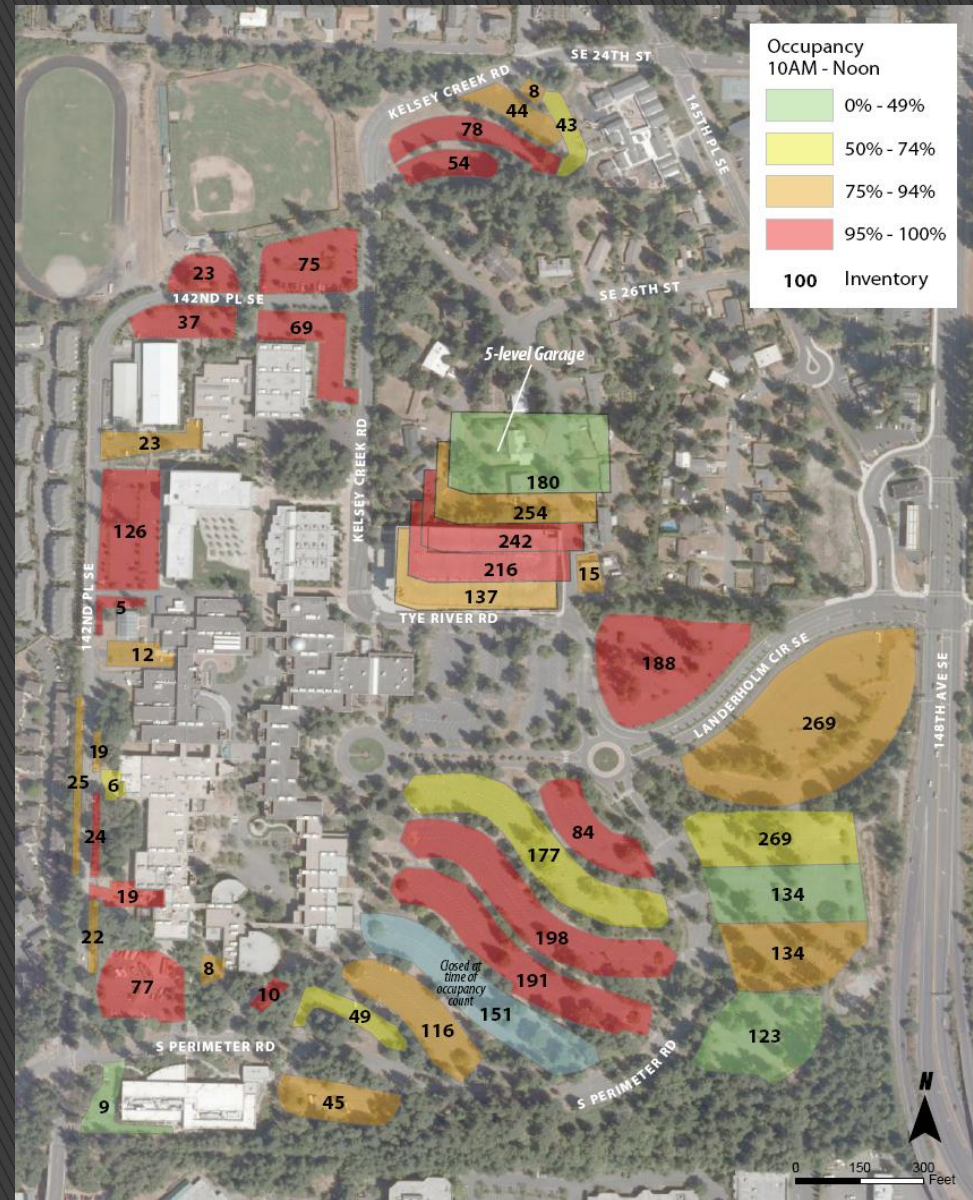 Occupancy
10AM - Noon
0% - 49%
50% - 74%
75% - 94%
95% - 100%
100 Inventory
SE 24TH ST
KELSEY CREEK RD
145TH PL SE
8
44
43
78
54
75
23
142ND PL SE
37
69
SE 26TH ST
5-level Garage
23
KELSEY CREEK RD
180
254
242
216
137
15
TYE RIVER RD
126
142ND PL SE
5
12
188
LANDERHOLM CIR SE
269
148TH AVE SE
19
25
6
24
19
22
77
8
10
84
177
198
191
Closed at
time of
occupancy
count
151
116
49
269
134
134
123
S PERIMETER RD
S PERIMETER RD
9
45
N
0 150 300
Feet